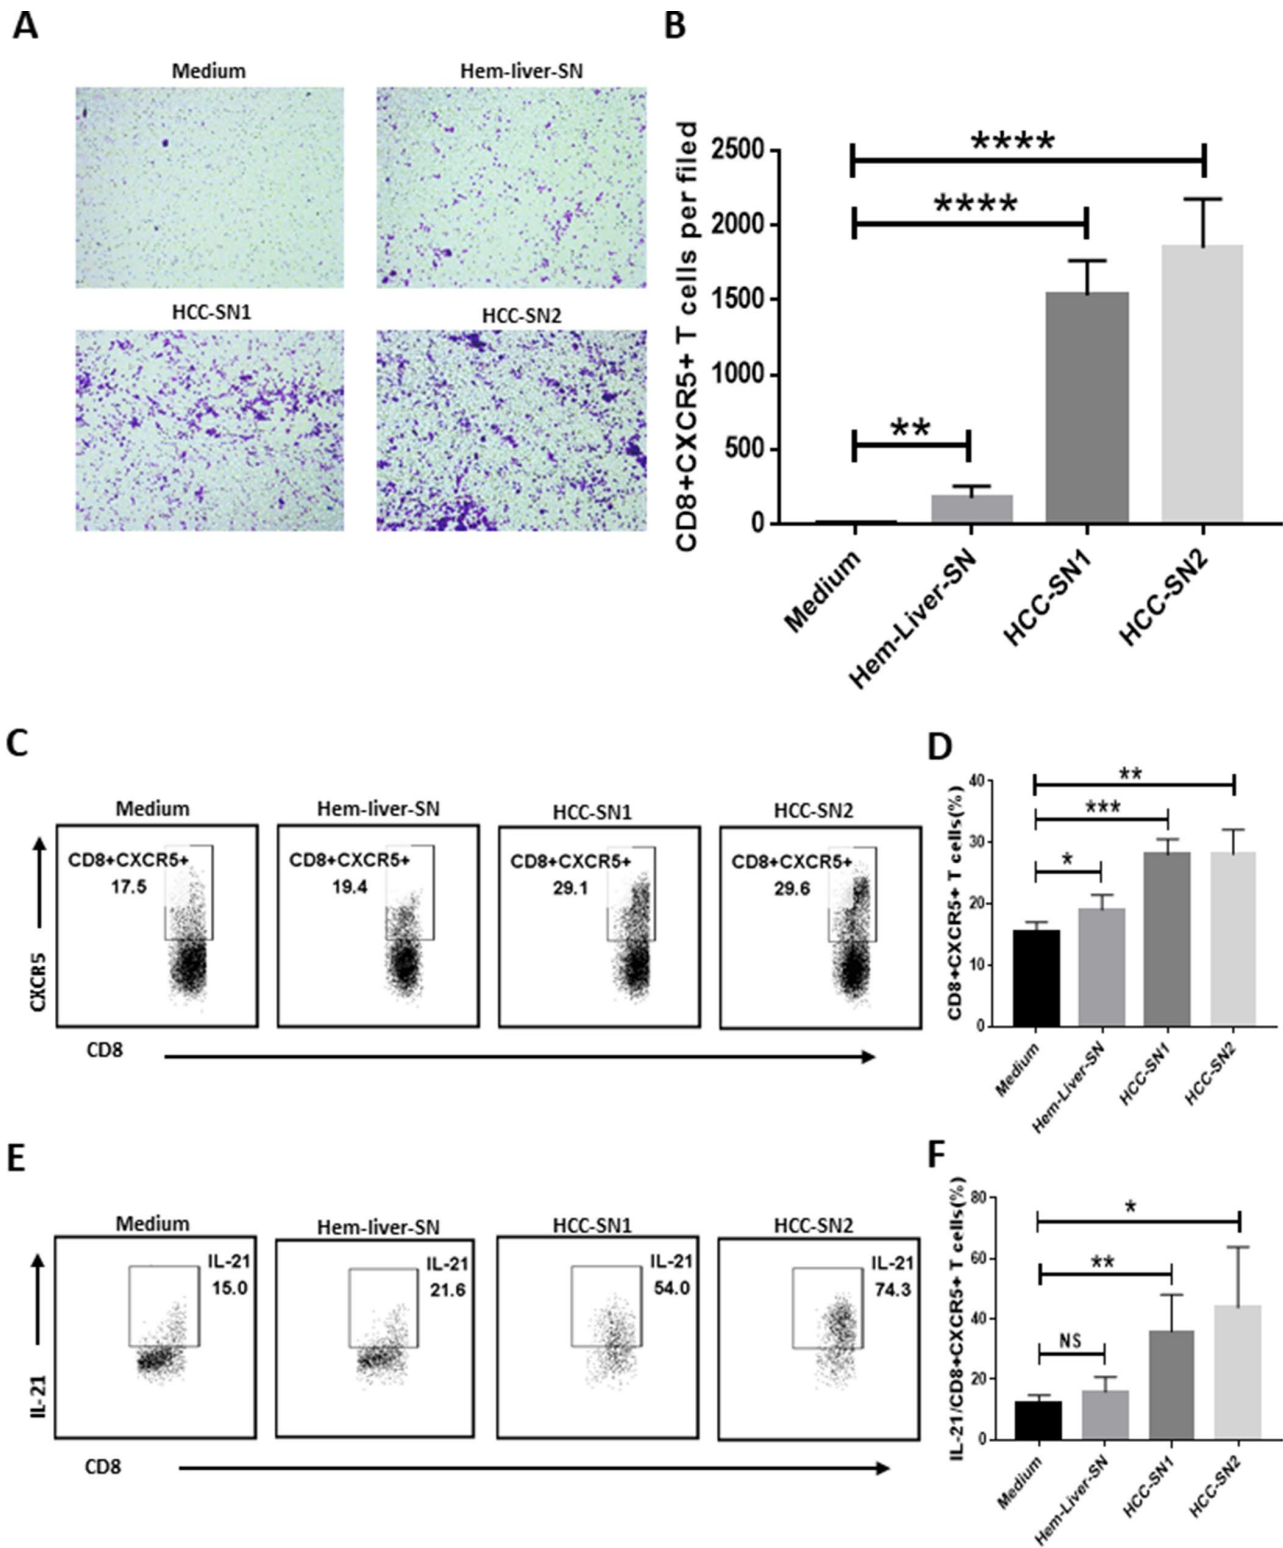 A
Medium
Hem-liver-SN
HCC-SN1
HCC-SN2
B
CD8+CXCR5+ T cells per filed
2500
2000
1500
1000
500
0
****
****
**
Medium
Hem-Liver-SN
HCC-SN1
HCC-SN2
C
Medium
Hem-liver-SN
HCC-SN1
HCC-SN2
CD8+CXCR5+
17.5
CD8+CXCR5+
19.4
CD8+CXCR5+
29.1
CD8+CXCR5+
29.6
CXCR5
CD8
D
CD8+CXCR5+ T cells(%)
40
30
20
10
0
**
***
*
Medium
Hem-Liver-SN
HCC-SN1
HCC-SN2
E
Medium
Hem-liver-SN
HCC-SN1
HCC-SN2
IL-21
15.0
IL-21
21.6
IL-21
54.0
IL-21
74.3
IL-21
CD8
F
IL-21/CD8+CXCR5+ T cells(%)
80
60
40
20
0
*
**
NS
Medium
Hem-Liver-SN
HCC-SN1
HCC-SN2